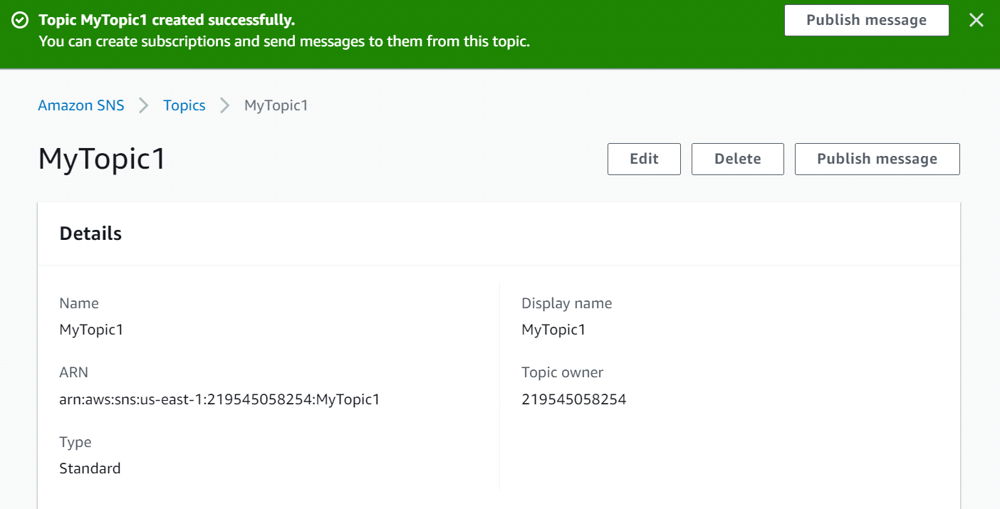 Topic MyTopic1 created successfully.
You can create subscriptions and send messages to them from this topic.
Publish message
Amazon SNS
Topics
MyTopic1
MyTopic1
Edit
Delete
Publish message
Details
Name
MyTopic1
ARN
arn:aws:sns:us-east-1:219545058254:MyTopic1
Type
Standard
Display name
MyTopic1
Topic owner
219545058254